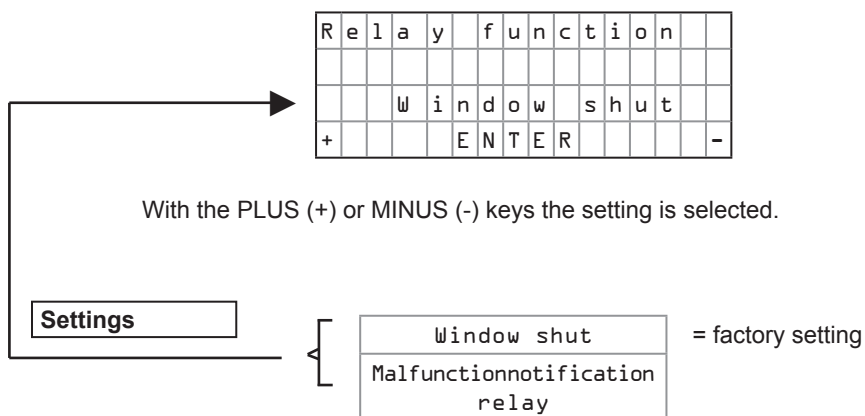 Relay function
Window shut
+ ENTER -
With the PLUS (+) or MINUS (-) keys the setting is selected.
Settings
Window shut = factory setting
Malfunctionnotification
relay